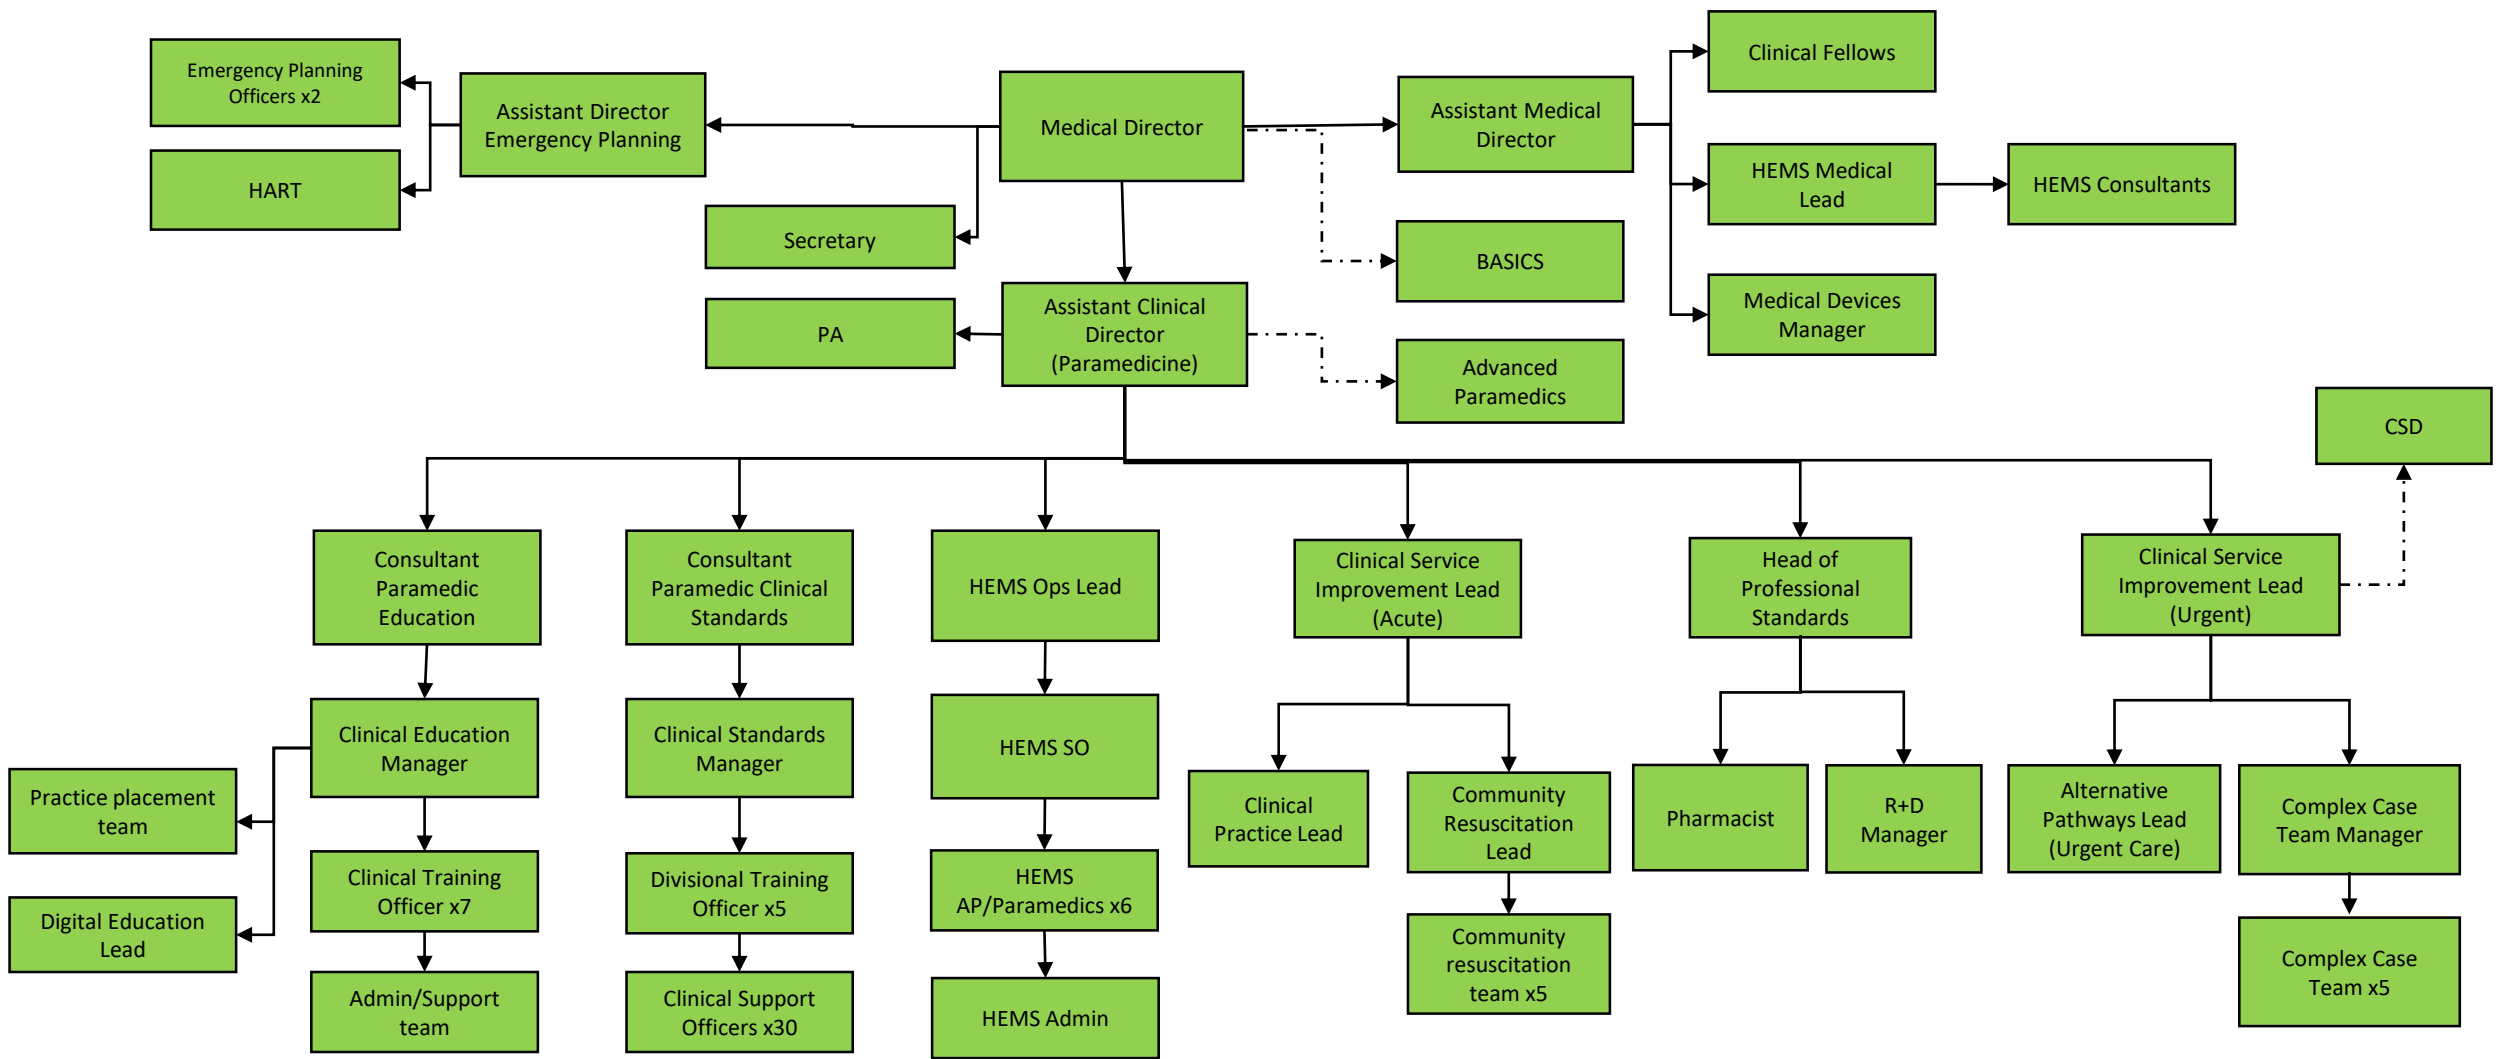 Clinical Fellows
Emergency Planning
Officers x2
Assistant Director
Emergency Planning
Medical Director
Assistant Medical
Director
HART
HEMS Medical
Lead
HEMS Consultants
Secretary
BASICS
PA
Assistant Clinical
Director
(Paramedicine)
Medical Devices
Manager
Advanced
Paramedics
CSD
Consultant
Paramedic
Education
Consultant
Paramedic Clinical
Standards
HEMS Ops Lead
Clinical Service
Improvement Lead
(Acute)
Head of
Professional
Standards
Clinical Service
Improvement Lead
(Urgent)
Clinical Education
Manager
Clinical Standards
Manager
HEMS SO
Practice placement
team
Clinical
Practice Lead
Community
Resuscitation
Lead
Pharmacist
R+D
Manager
Alternative
Pathways Lead
(Urgent Care)
Complex Case
Team Manager
Digital Education
Lead
Clinical Training
Officer x7
Divisional Training
Officer x5
HEMS
AP/Paramedics x6
Community
resuscitation
team x5
Complex Case
Team x5
Admin/Support
team
Clinical Support
Officers x30
HEMS Admin